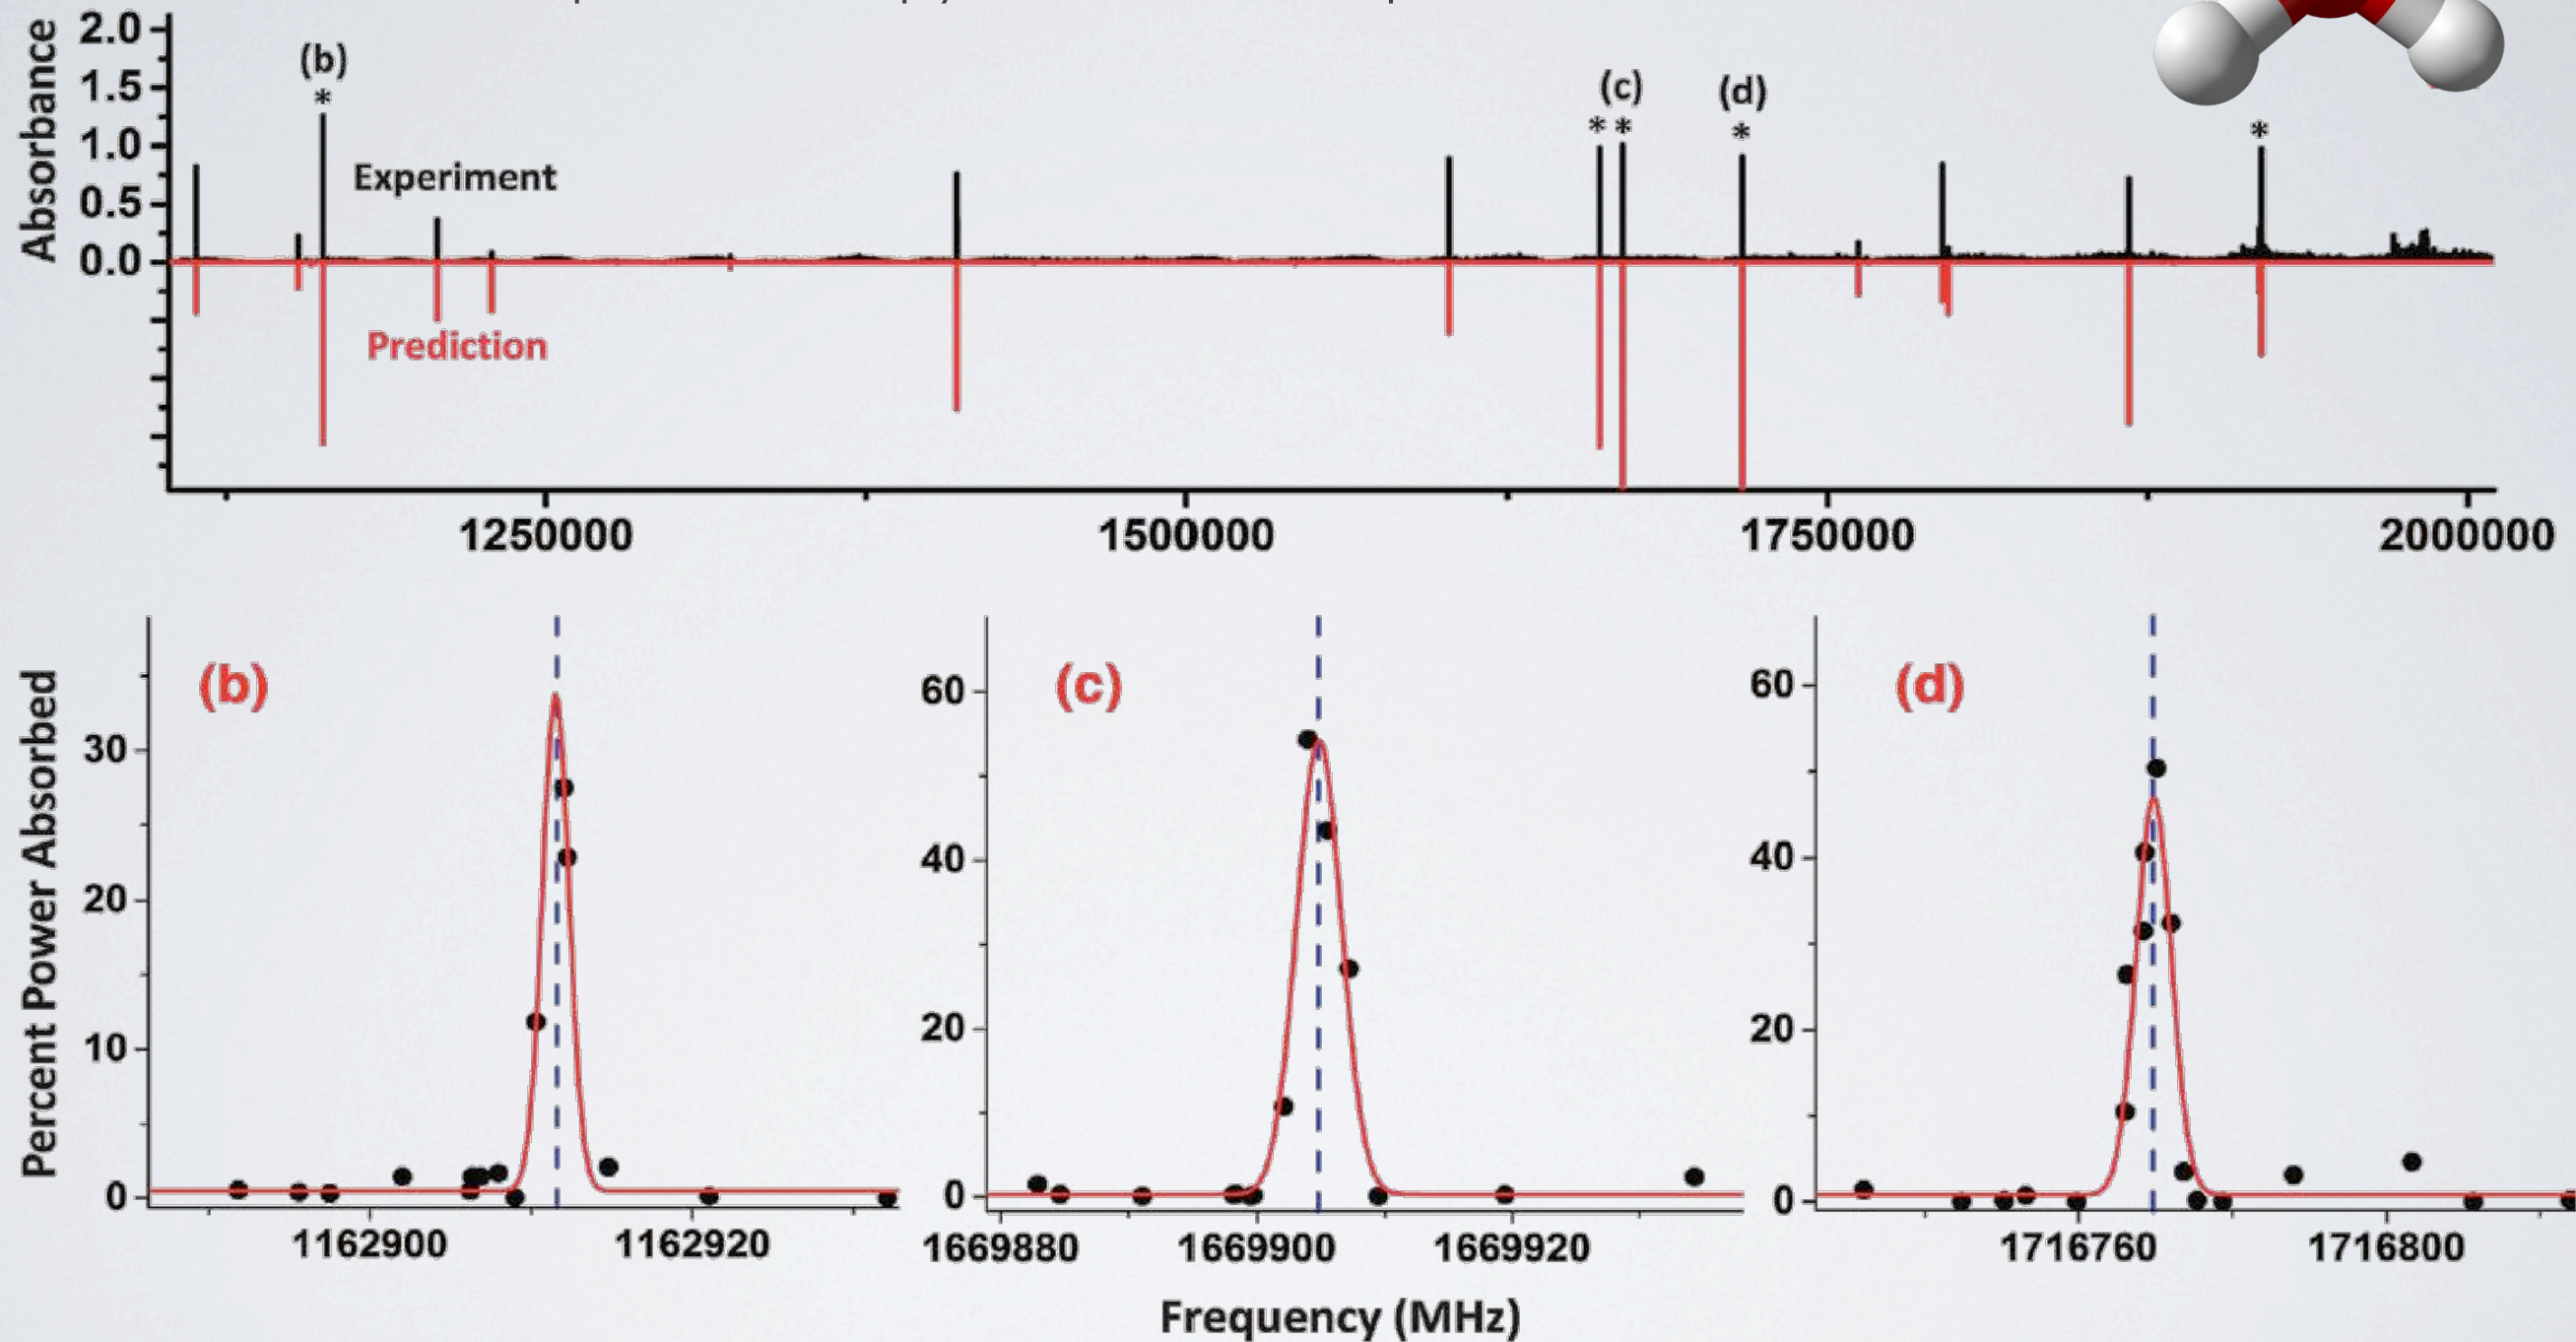 Absorbance
2.0
1.5
1.0
0.5
0.0
(b)
*
(c)
* *
(d)
*
*
Experiment
Prediction
1250000 1500000 1750000 2000000
Percent Power Absorbed
(b)
30
20
10
0
1162900 1162920
(c)
60
40
20
0
1669880 1669900 1669920
(d)
60
40
20
0
1716760 1716800
Frequency (MHz)